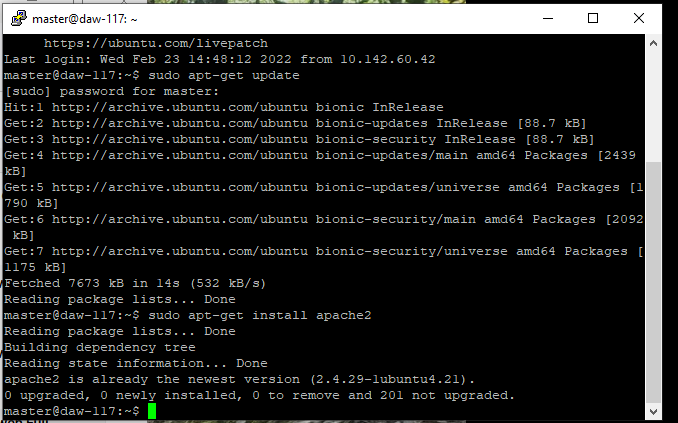 master@daw-117: ~
https://ubuntu.com/livepatch
Last login: Wed Feb 23 14:48:12 2022 from 10.142.60.42
master@daw-117:~$ sudo apt-get update
[sudo] password for master:
Hit:1 http://archive.ubuntu.com/ubuntu bionic InRelease
Get:2 http://archive.ubuntu.com/ubuntu bionic-updates InRelease [88.7 kB]
Get:3 http://archive.ubuntu.com/ubuntu bionic-security InRelease [88.7 kB]
Get:4 http://archive.ubuntu.com/ubuntu bionic-updates/main amd64 Packages [2439
kB]
Get:5 http://archive.ubuntu.com/ubuntu bionic-updates/universe amd64 Packages [1
790 kB]
Get:6 http://archive.ubuntu.com/ubuntu bionic-security/main amd64 Packages [2092
kB]
Get:7 http://archive.ubuntu.com/ubuntu bionic-security/universe amd64 Packages [
1175 kB]
Fetched 7673 kB in 14s (532 kB/s)
Reading package lists... Done
master@daw-117:~$ sudo apt-get install apache2
Reading package lists... Done
Building dependency tree
Reading state information... Done
apache2 is already the newest version (2.4.29-1ubuntu4.21).
0 upgraded, 0 newly installed, 0 to remove and 201 not upgraded.
master@daw-117:~$